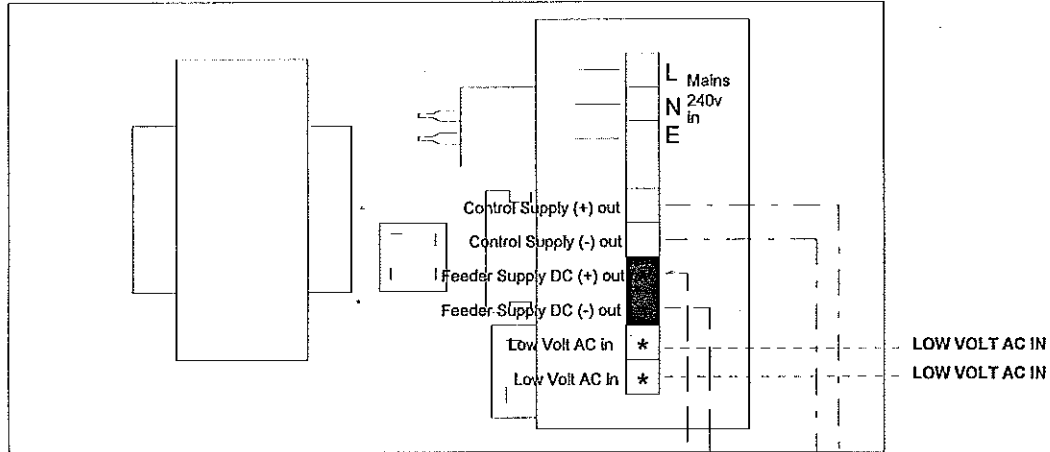 L Mains
N 240v
in
E
Control Supply (+) out
Control Supply (-) out
Feeder Supply DC (+) out
Feeder Supply DC (-) out
Low Volt AC in * LOW VOLT AC IN
Low Volt AC in * LOW VOLT AC IN